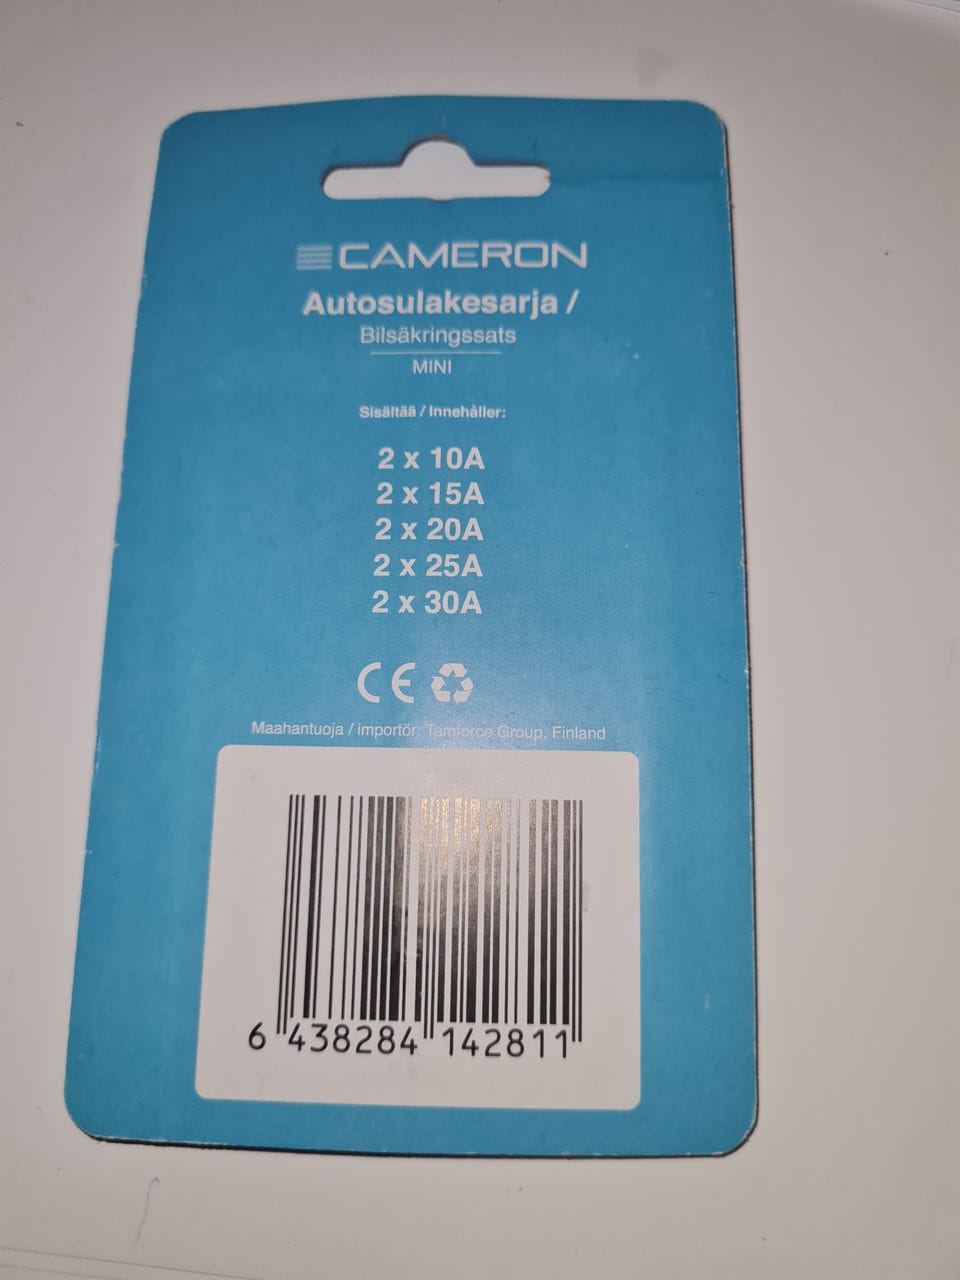 CAMERON
Autosulakesarja /
Bilsäkringssats
MINI
Sisältää / Innehåller:
2 x 10A
2 x 15A
2 x 20A
2 x 25A
2 x 30A
CE
Maahantuoja / importör: Tamforce Group, Finland
6 438284 142811